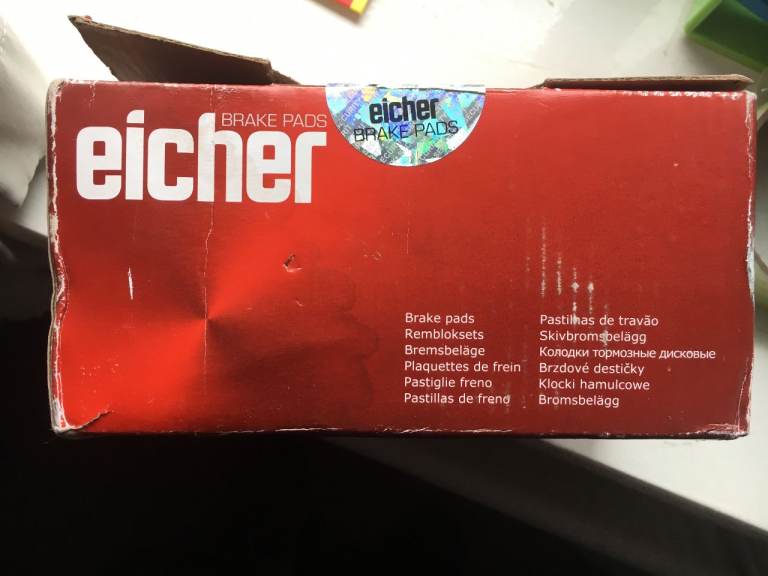 BRAKE PADS
eicher
eicher
BRAKE PADS
Brake pads
Rembloksets
Bremsbeläge
Plaquettes de frein
Pastiglie freno
Pastillas de freno
Pastilhas de travão
Skivbromsbelägg
Колодки тормозные дисковые
Brzdové destičky
Klocki hamulcowe
Bromsbelägg